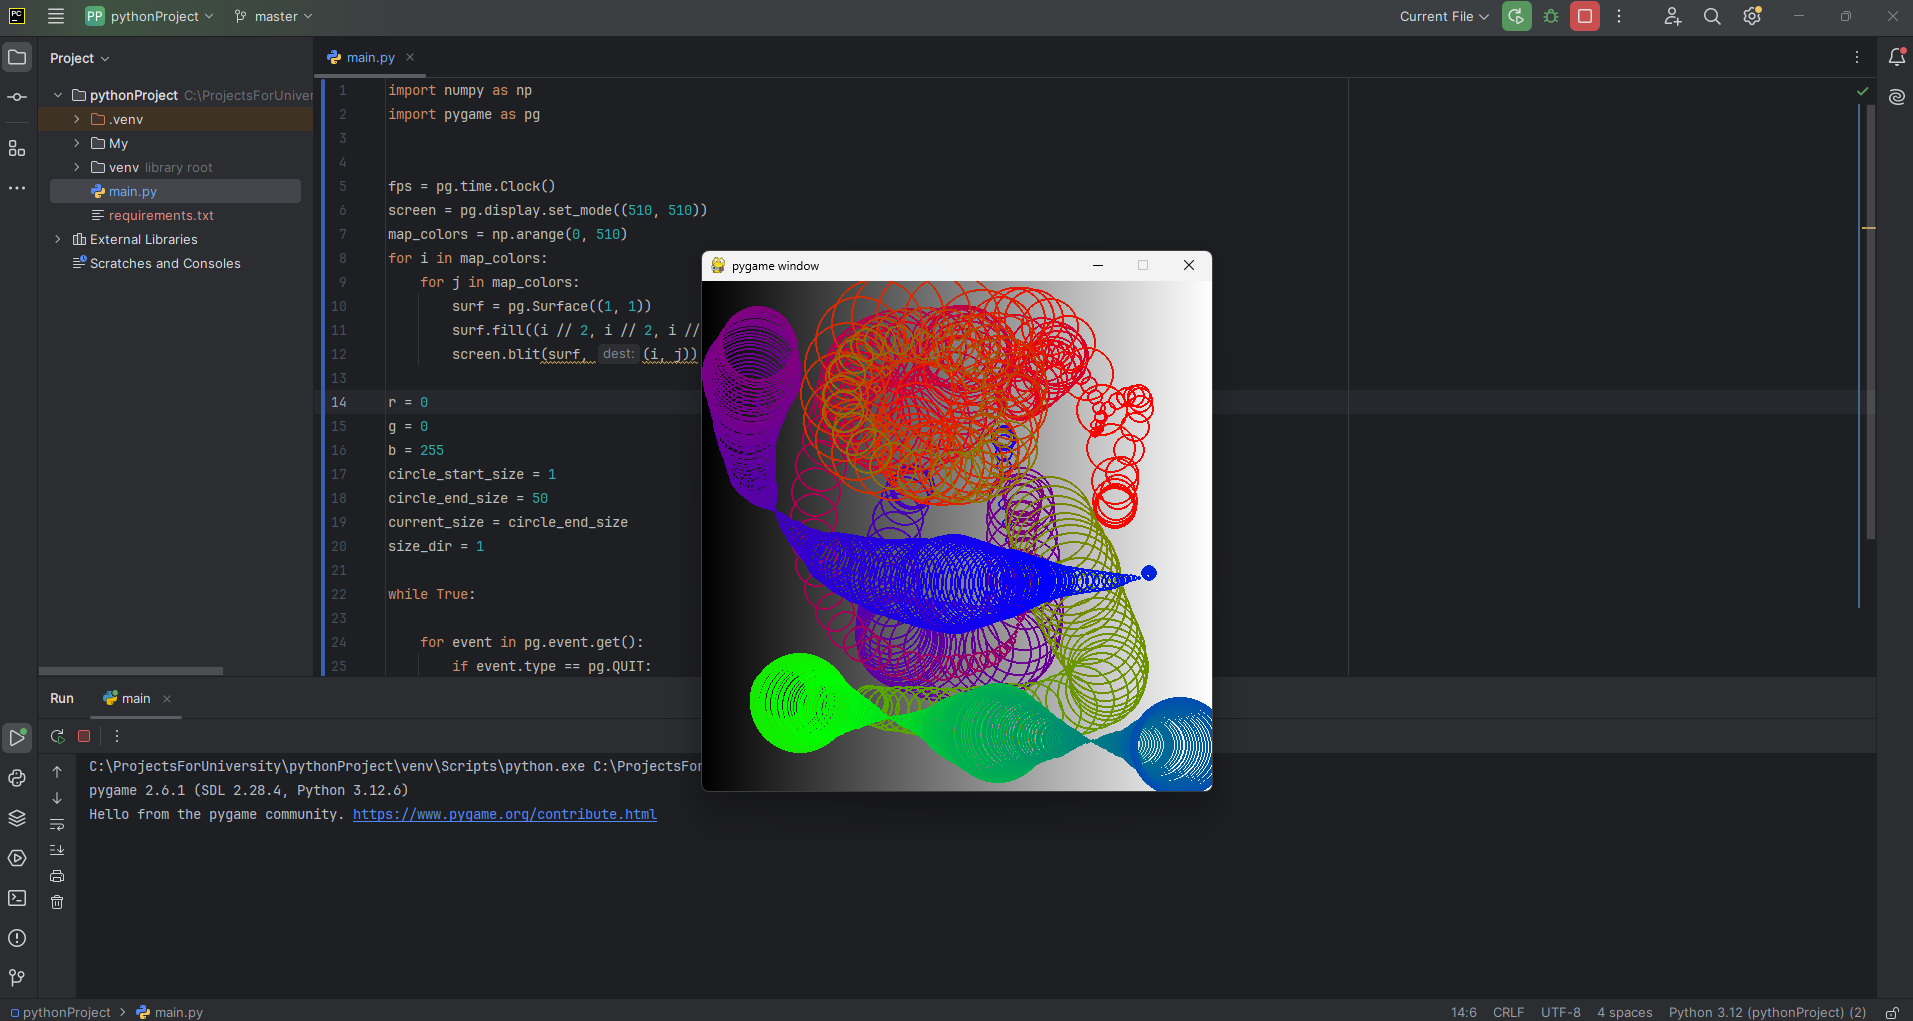 PC
PP pythonProject master Current File
Project
main.py
pythonProject C:\ProjectsForUniver
.venv
My
venv library root
main.py
requirements.txt
External Libraries
Scratches and Consoles
1 import numpy as np
2 import pygame as pg
3
4
5 fps = pg.time.Clock()
6 screen = pg.display.set_mode((510, 510))
7 map_colors = np.arange(0, 510)
8 for i in map_colors:
9 for j in map_colors:
10 surf = pg.Surface((1, 1))
11 surf.fill((i // 2, i // 2, i //
12 screen.blit(surf, dest: (i, j))
13
14 r = 0
15 g = 0
16 b = 255
17 circle_start_size = 1
18 circle_end_size = 50
19 current_size = circle_end_size
20 size_dir = 1
21
22 while True:
23
24 for event in pg.event.get():
25 if event.type == pg.QUIT:
pygame window
Run main
C:\ProjectsForUniversity\pythonProject\venv\Scripts\python.exe C:\ProjectsFor
pygame 2.6.1 (SDL 2.28.4, Python 3.12.6)
Hello from the pygame community. https://www.pygame.org/contribute.html
pythonProject > main.py 14:6 CRLF UTF-8 4 spaces Python 3.12 (pythonProject) (2)